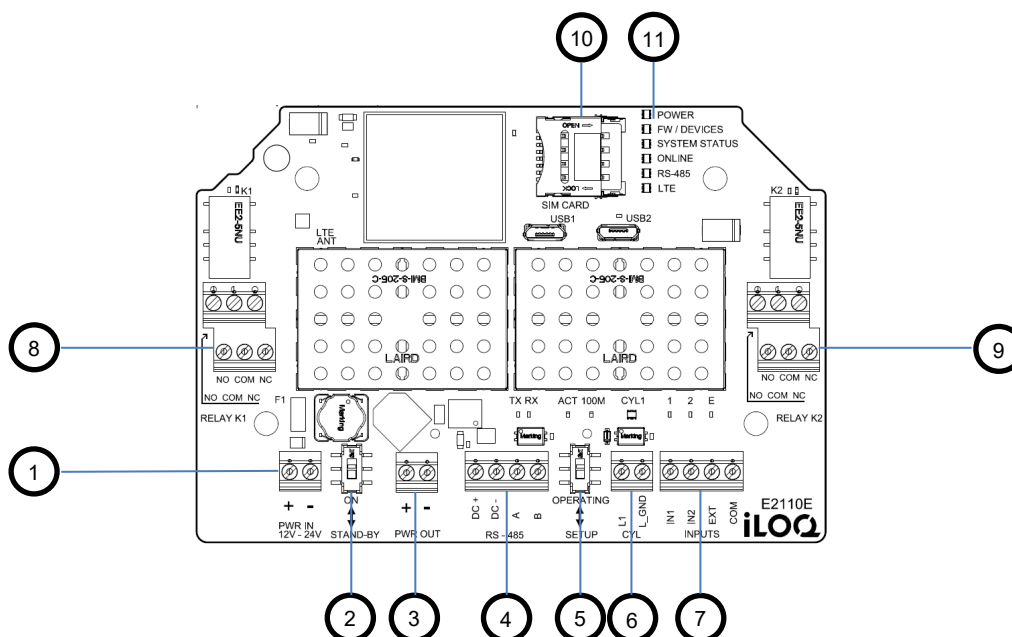 10 11
POWER
OPEN
FW / DEVICES
SYSTEM STATUS
ONLINE
RS-485
LOCK
LTE
K1 K2
SIM CARD
EE2-5NU EE2-5NU
USB1 USB2
LTE
ANT
BMI-S-205-C BMI-S-205-C
8 9
LAIRD LAIRD
NO COM NC NO COM NC
NO COM NC F1 TX RX ACT 100M CYL1 1 2 E NO COM NC
RELAY K1 RELAY K2
Marking Marking Marking
1
ON OPERATING E2110E
+ - + - DC + DC - A B L1 L_GND IN1 IN2 EXT COM
iLOQ
PWR IN
12V - 24V STAND-BY PWR OUT RS - 485 SETUP CYL INPUTS
2 3 4 5 6 7